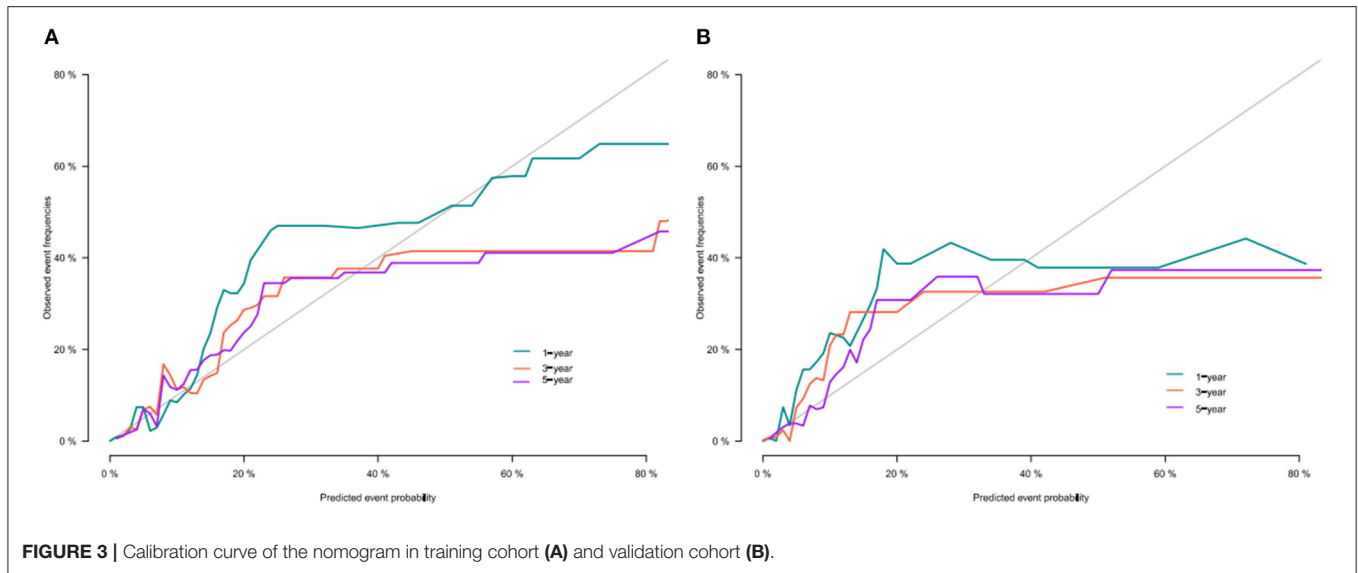 A
Observed event frequencies
80 %
60 %
40 %
20 %
0 %
0 %
20 %
40 %
60 %
80 %
Predicted event probability
1-year
3-year
5-year
B
Observed event frequencies
80 %
60 %
40 %
20 %
0 %
0 %
20 %
40 %
60 %
80 %
Predicted event probability
1-year
3-year
5-year
FIGURE 3 | Calibration curve of the nomogram in training cohort (A) and validation cohort (B).